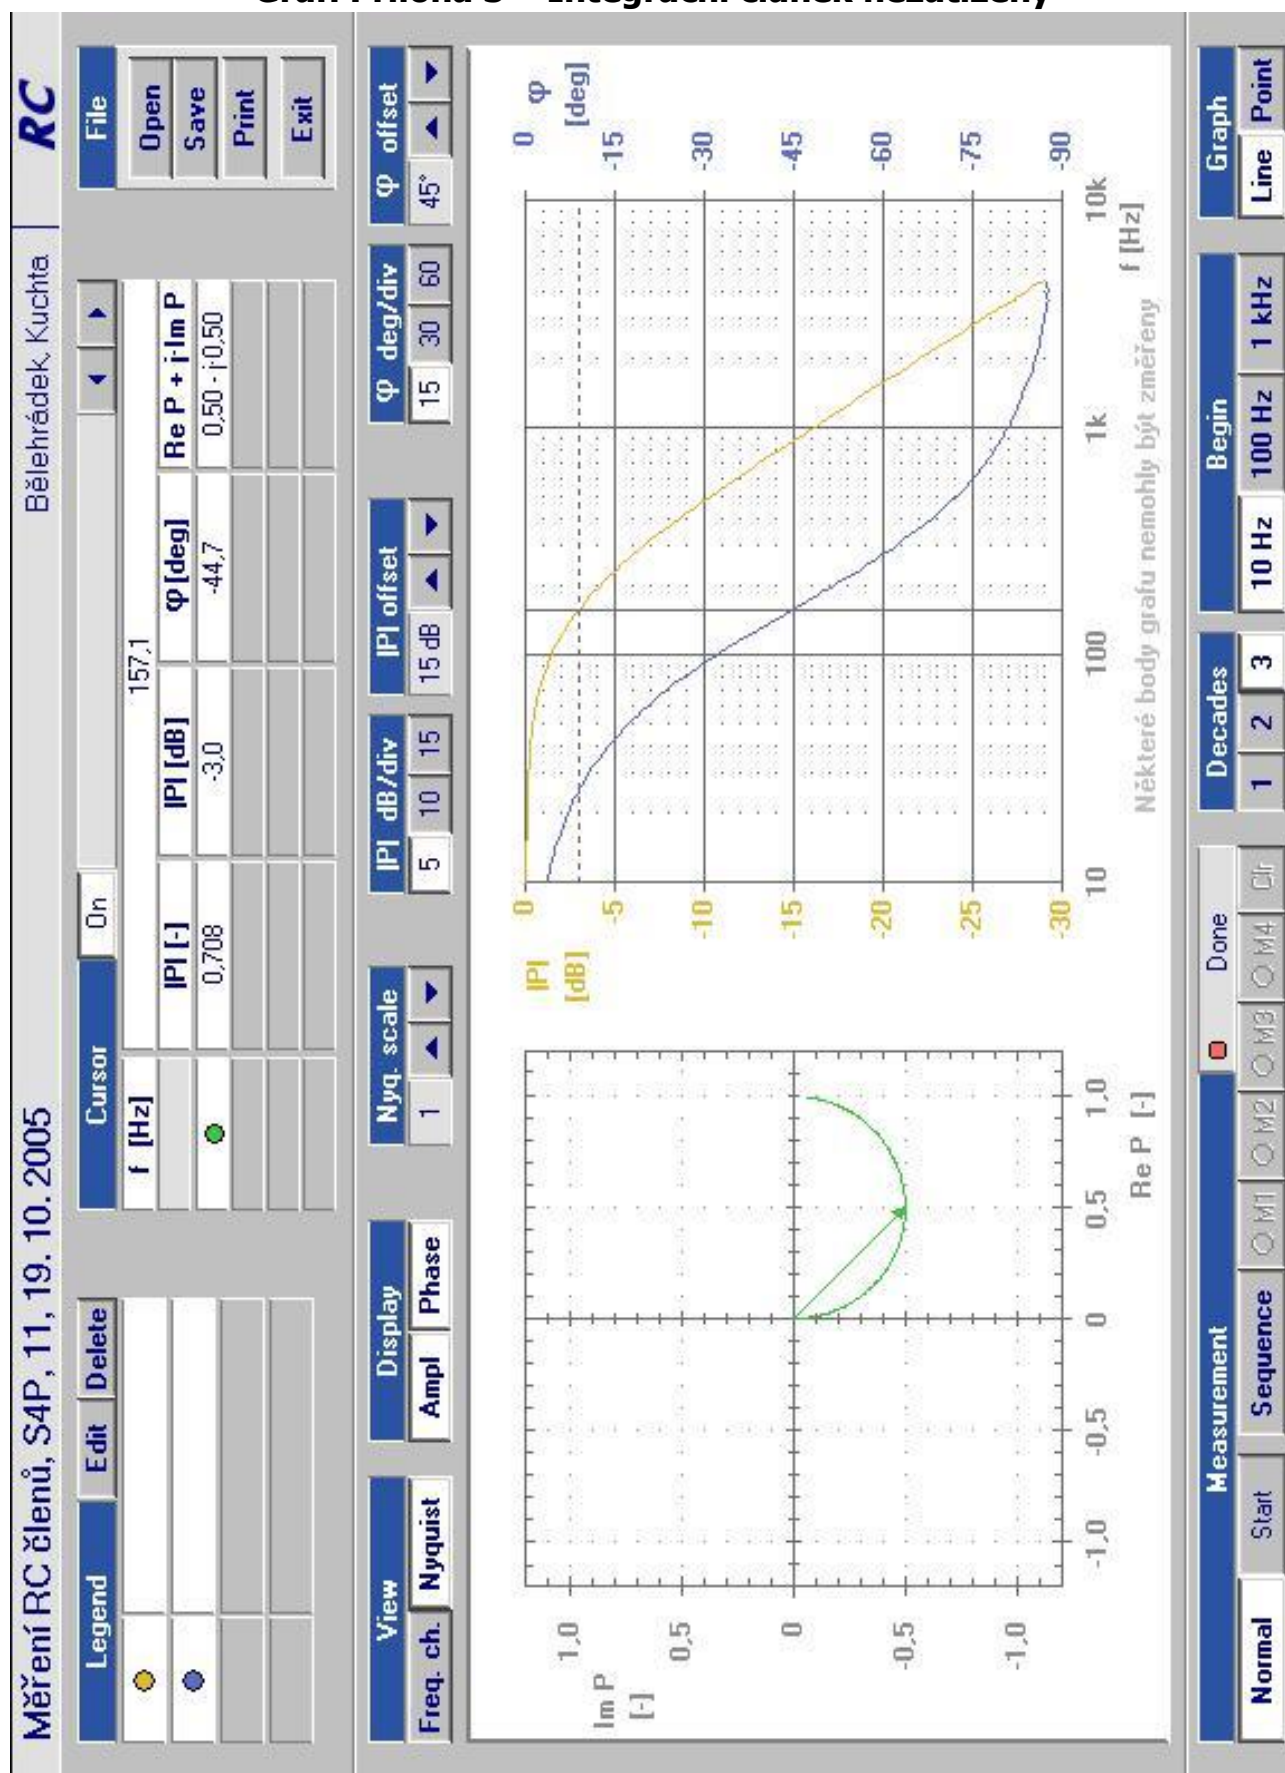 Graf: Příloha 3 – Integrační článek nezatížený
Měření RC členů, S4P, 11, 19. 10. 2005
Bělehrádek, Kuchta
RC
Legend Edit Delete
Cursor On
File
f [Hz] 157,1
|P| [-] |P| [dB] φ [deg] Re P + j·Im P
0,708 -3,0 -44,7 0,50 - j·0,50
Open
Save
Print
Exit
View Display Nyq. scale |P| dB/div |P| offset φ deg/div φ offset
Freq. ch. Nyquist Ampl Phase 1 5 10 15 15 dB 15 30 60 45°
Im P
[-]
1,0
0,5
0
-0,5
-1,0
-1,0 -0,5 0 0,5 1,0
Re P [-]
|P|
[dB]
0
-5
-10
-15
-20
-25
-30
φ
[deg]
0
-15
-30
-45
-60
-75
-90
10 100 1k 10k
f [Hz]
Některé body grafu nemohly být změřeny
Measurement Done Decades Begin Graph
Normal Start Sequence M1 M2 M3 M4 Clr 1 2 3 10 Hz 100 Hz 1 kHz Line Point